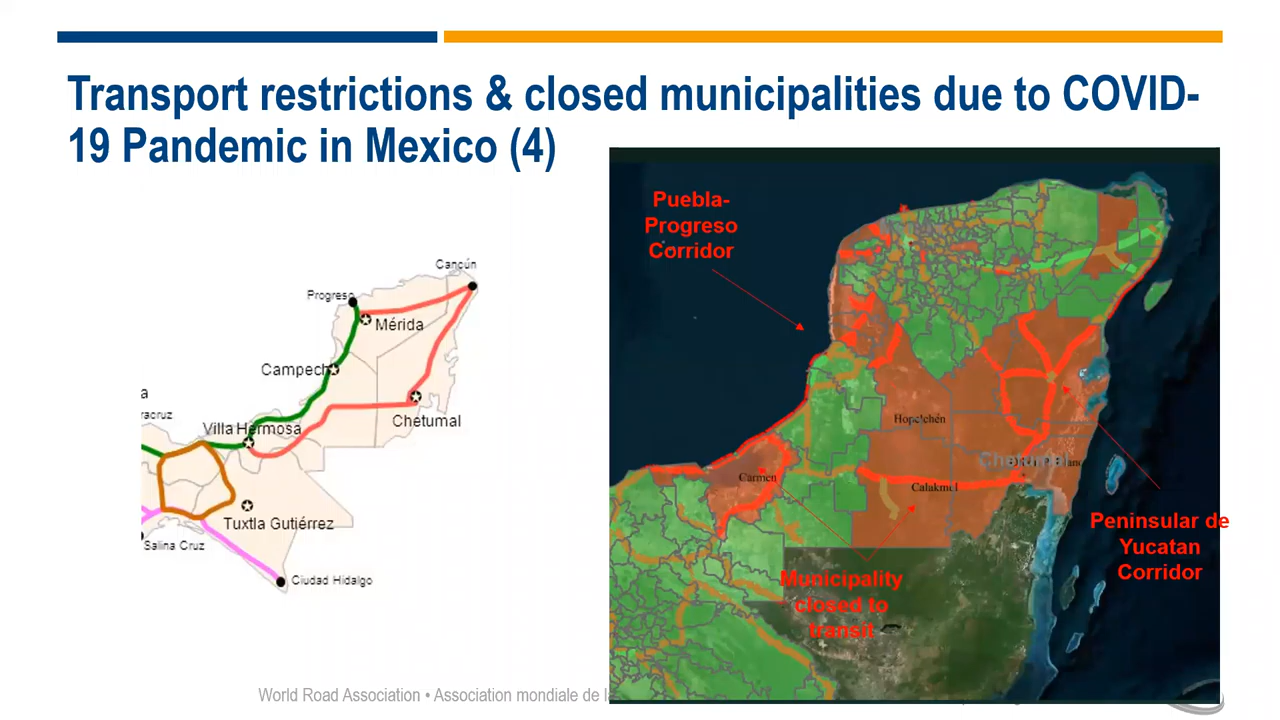 Transport restrictions & closed municipalities due to COVID-
19 Pandemic in Mexico (4)
Cancún
Progreso
Mérida
Campech
a
racruz
Villa Hermosa
Chetumal
Tuxtla Gutiérrez
Salina Cruz
Ciudad Hidalgo
Puebla-
Progreso
Corridor
Hopelchén
Chetumal
Carmen
Calakmul
Peninsular de
Yucatan
Corridor
Municipality
closed to
transit
World Road Association • Association mondiale de la